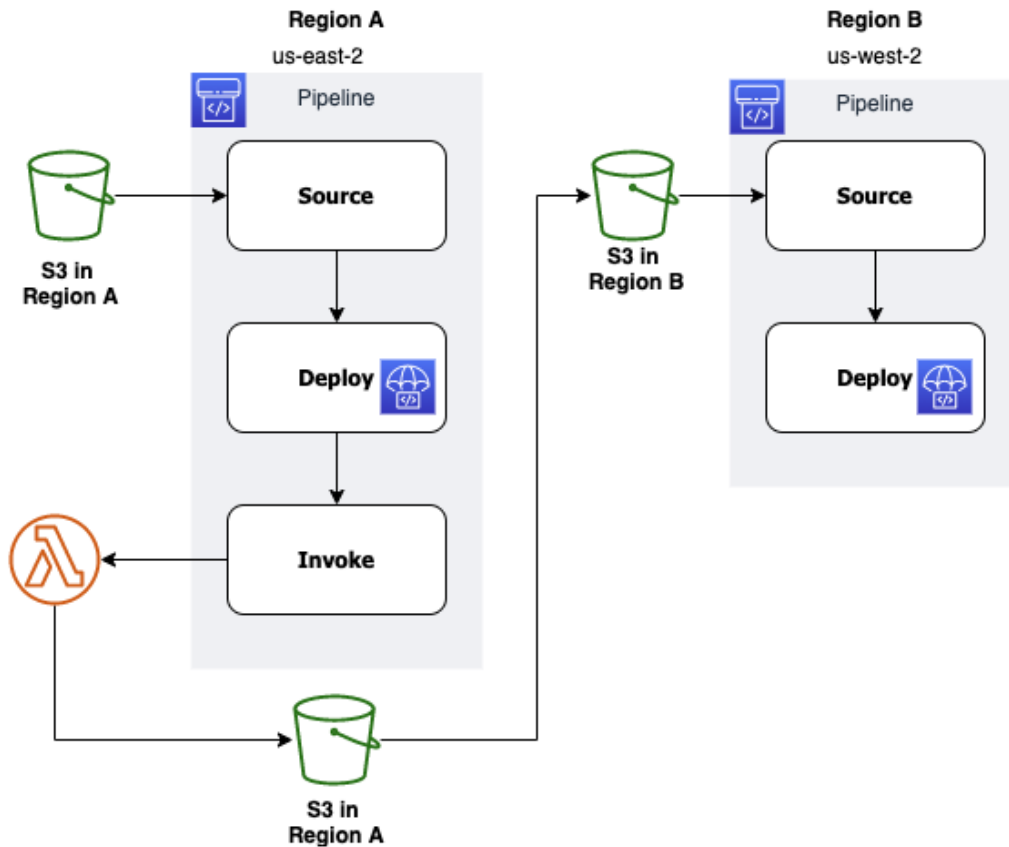 Region A
us-east-2
Pipeline
Source
S3 in
Region A
Deploy
</>
Invoke
S3 in
Region A
Region B
us-west-2
Pipeline
</>
Source
S3 in
Region B
Deploy
</>
</>